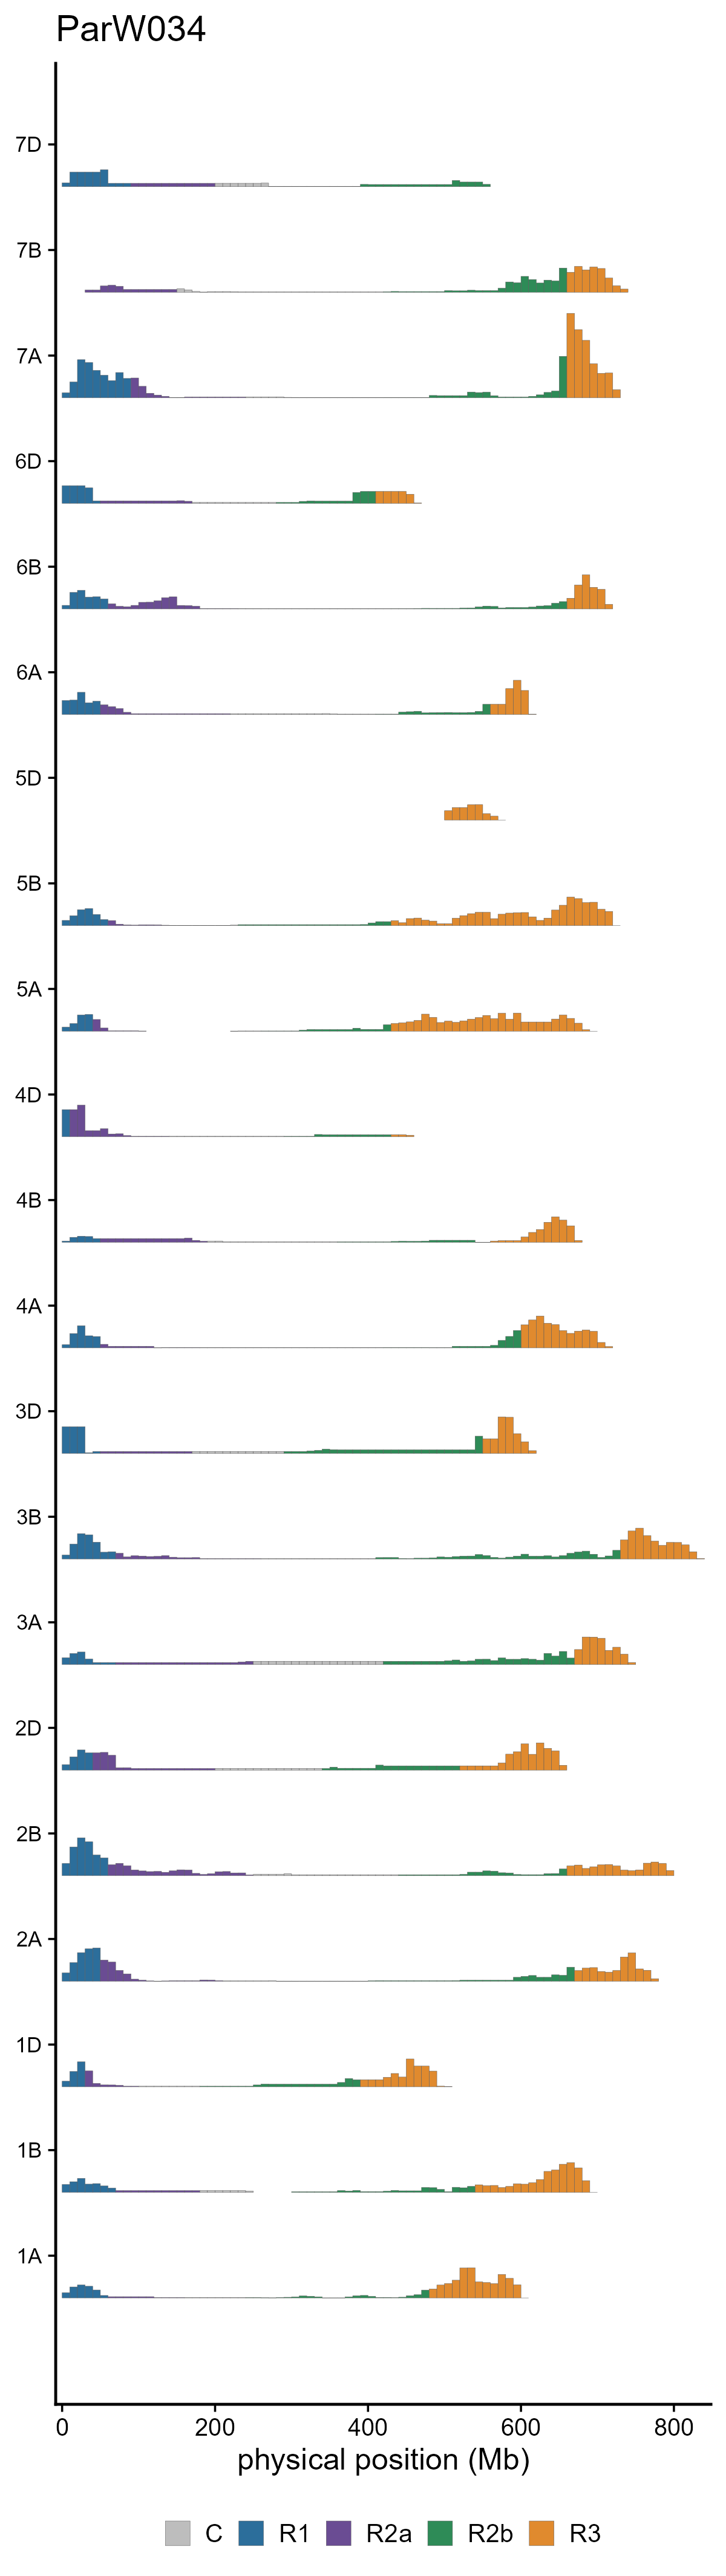 ParW034
7D
7B
7A
6D
6B
6A
5D
5B
5A
4D
4B
4A
3D
3B
3A
2D
2B
2A
1D
1B
1A
0 200 400 600 800
physical position (Mb)
C R1 R2a R2b R3